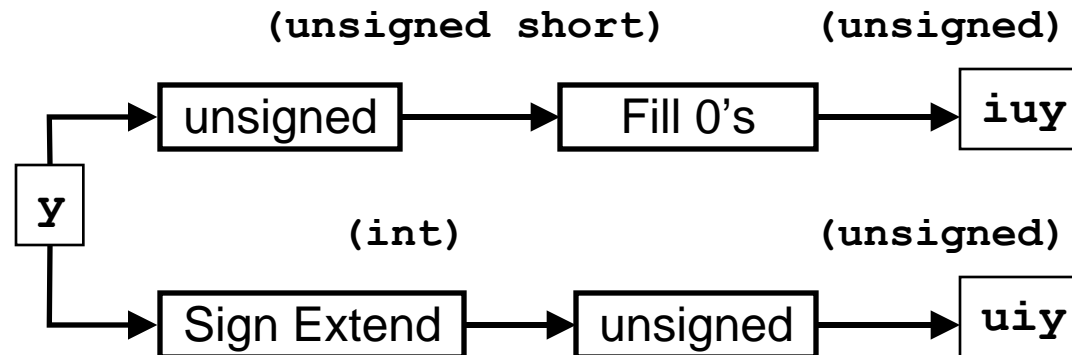 (unsigned short) (unsigned)
unsigned Fill 0's iuy
y
(int) (unsigned)
Sign Extend unsigned uiy